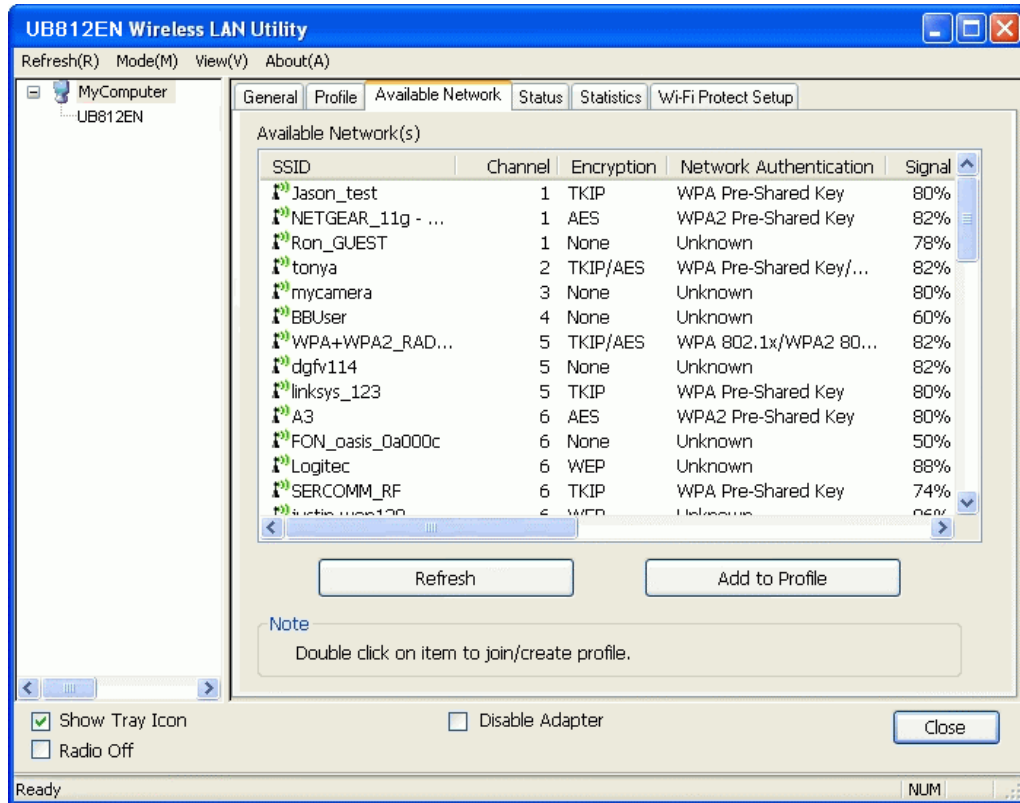 UB812EN Wireless LAN Utility
Refresh(R) Mode(M) View(V) About(A)
MyComputer
UB812EN
General Profile Available Network Status Statistics Wi-Fi Protect Setup
Available Network(s)
SSID Channel Encryption Network Authentication Signal
Jason_test 1 TKIP WPA Pre-Shared Key 80%
NETGEAR_11g - ... 1 AES WPA2 Pre-Shared Key 82%
Ron_GUEST 1 None Unknown 78%
tonya 2 TKIP/AES WPA Pre-Shared Key/... 82%
mycamera 3 None Unknown 80%
BBUser 4 None Unknown 60%
WPA+WPA2_RAD... 5 TKIP/AES WPA 802.1x/WPA2 80... 82%
dgfv114 5 None Unknown 82%
linksys_123 5 TKIP WPA Pre-Shared Key 80%
A3 6 AES WPA2 Pre-Shared Key 80%
FON_oasis_0a000c 6 None Unknown 50%
Logitec 6 WEP Unknown 88%
SERCOMM_RF 6 TKIP WPA Pre-Shared Key 74%
6 WEP Unknown
Refresh Add to Profile
Note
Double click on item to join/create profile.
Show Tray Icon Disable Adapter Close
Radio Off
Ready NUM